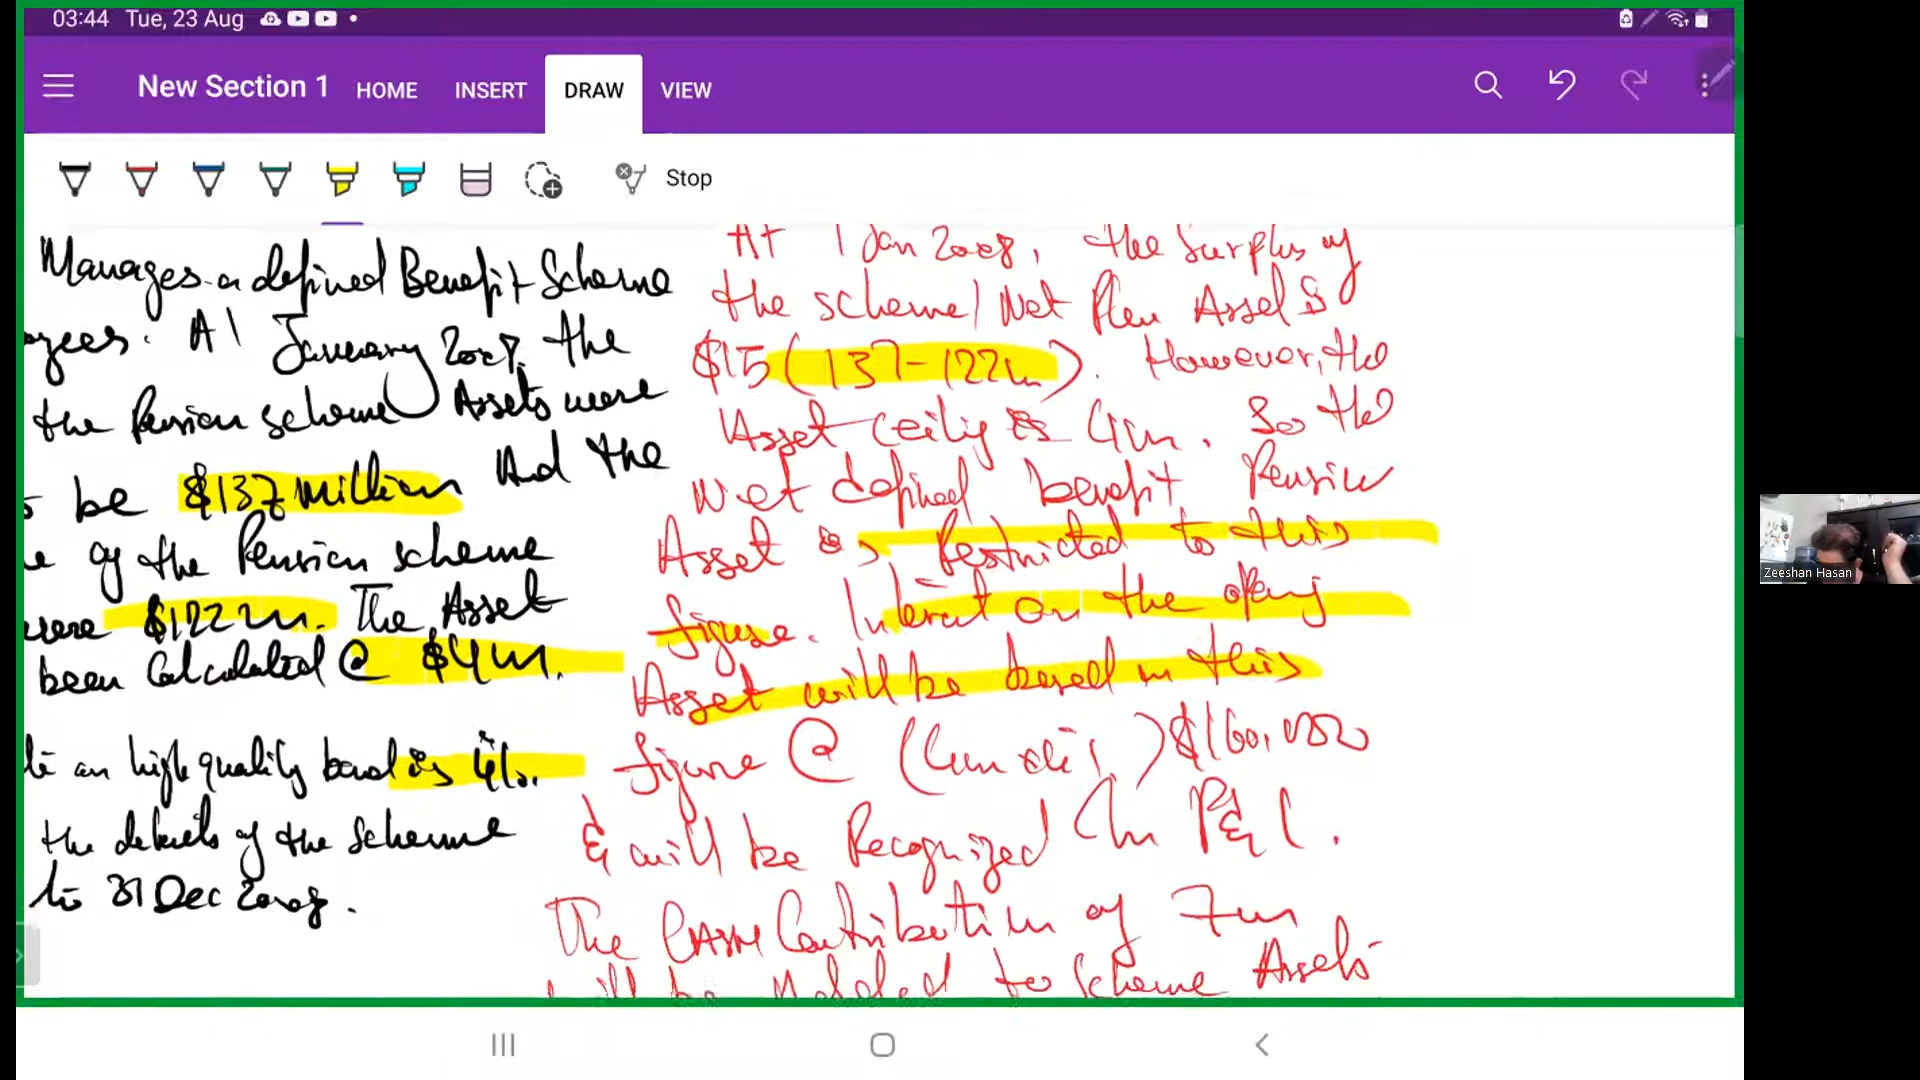 03:44 Tue, 23 Aug
New Section 1 HOME INSERT DRAW VIEW
Stop
Manages a defined Benefit Scheme
oyees. At 1 January 2008, the
the Pension scheme Assets were
be $137 million And the
of the Pension scheme
were $122m. The Asset
been Calculated @ $4m.
on high quality bond is 4%.
the details of the scheme
to 31 Dec 2008.
At 1 Jan 2008, the Surplus of
the scheme/ Net Plan Asset is
$15 (137-122m). However, the
Asset ceiling is 4m. So the
Net defined benefit Pension
Asset is Restricted to this
figure. Interest on the opening
Asset will be based on this
figure @ (4m x 4%) $160,000
& will be Recognized in P&L.
The CASH Contribution of 7m
will be Added to scheme Assets
Zeeshan Hasan